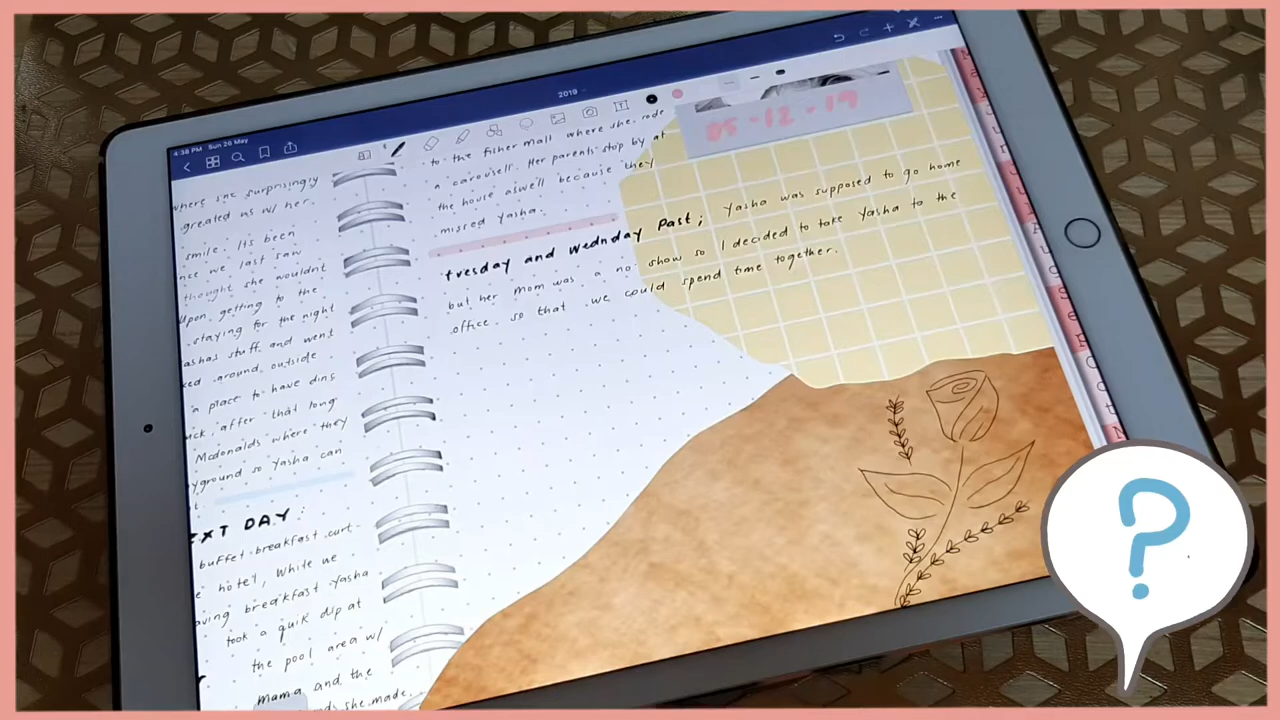 4:38 PM Sun 26 May
2019
where sac surprisingly
greated us w/ her
smile. Its been
nce we last saw
thought she wouldnt
upon, getting to the
staying for the night
ashas stuff and went
ked around outside
a place to have dins
uck, after that long
Mcdonalds where they
yground so Yasha can
EXT DAY:
buffet breakfast curt-
e hotel, While we
aving breakfast Yasha
took a quik dip at
the pool area w/
mama and the
nds she made.
to the fisher mall where she rode
a carousell. Her parents stop by at
the house aswell because they
missed Yasha.
05-12-19
tuesday and Wednday Past; Yasha was supposed to go home
but her mom was a no show so I decided to take Yasha to the
office so that we could spend time together.
?